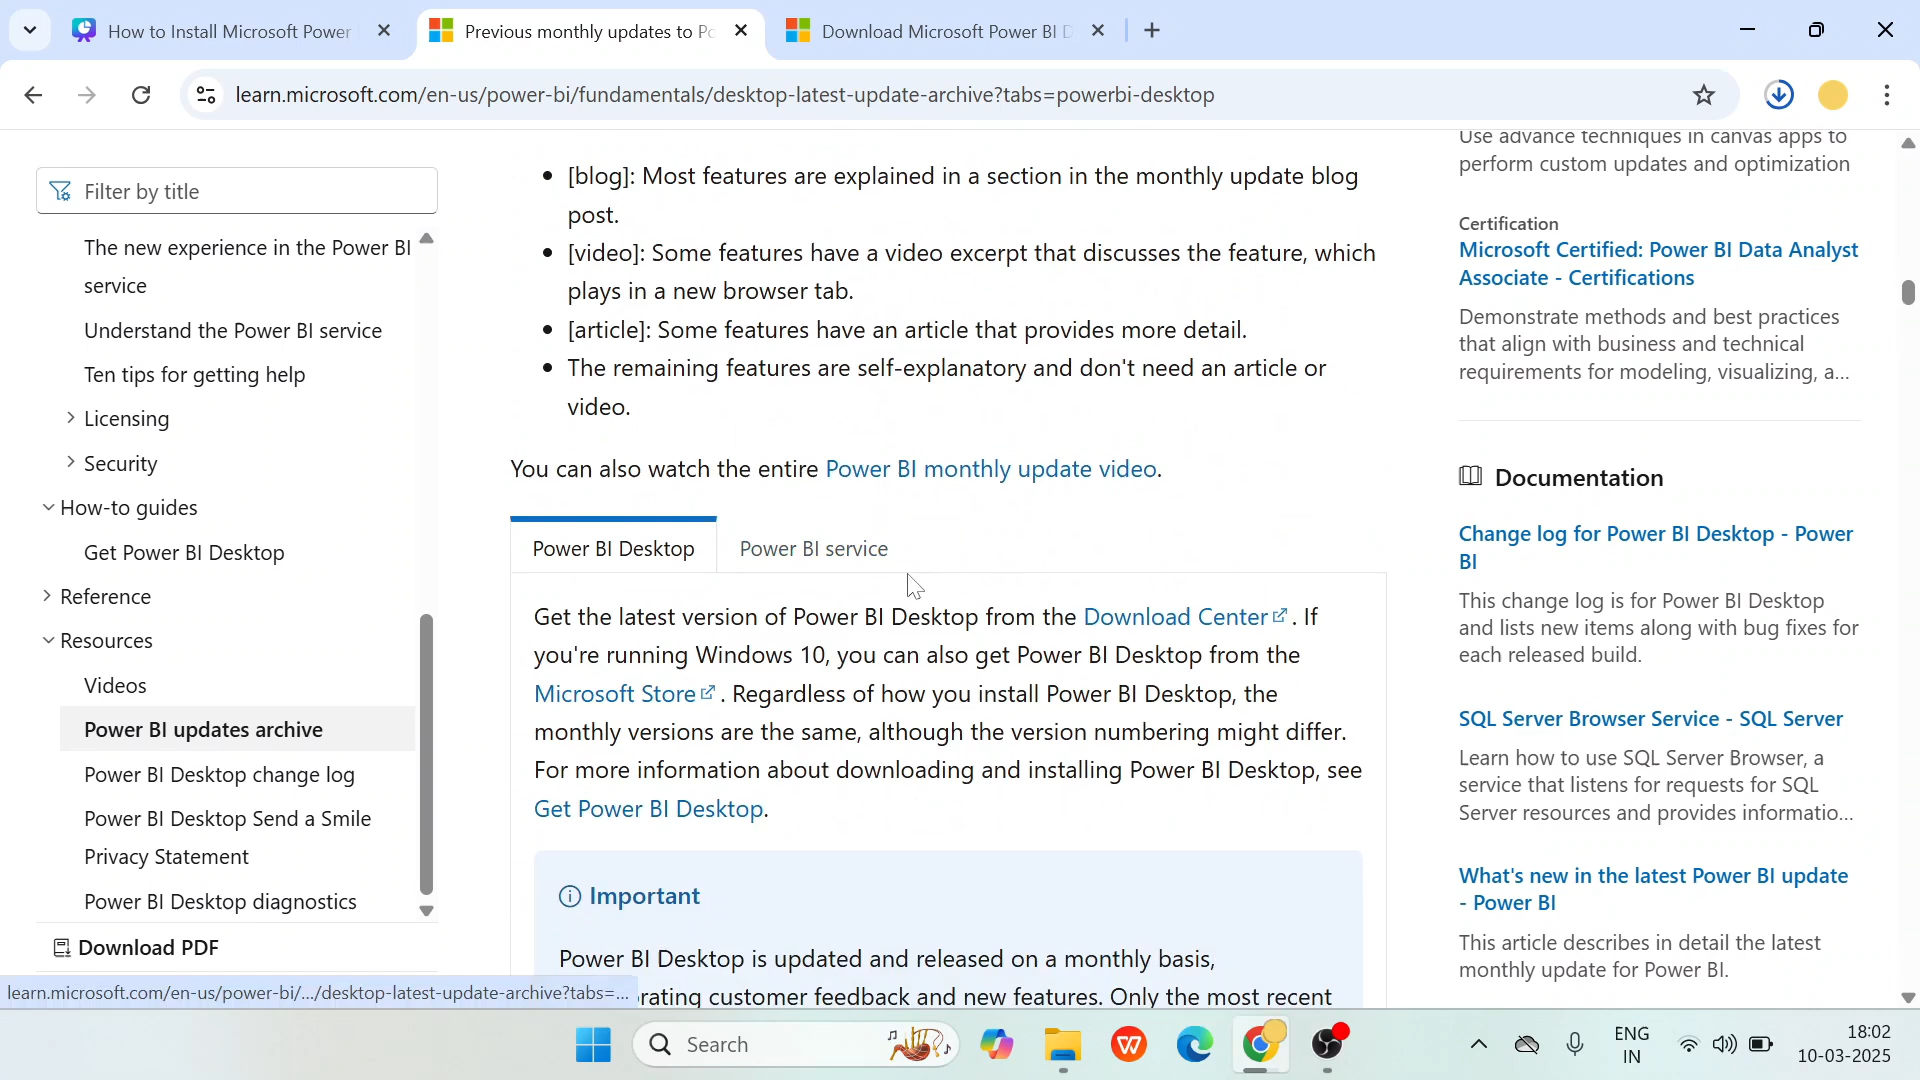 How to Install Microsoft Power
Previous monthly updates to Po
Download Microsoft Power BI D
learn.microsoft.com/en-us/power-bi/fundamentals/desktop-latest-update-archive?tabs=powerbi-desktop
Filter by title
The new experience in the Power BI
service
Understand the Power BI service
Ten tips for getting help
Licensing
Security
How-to guides
Get Power BI Desktop
Reference
Resources
Videos
Power BI updates archive
Power BI Desktop change log
Power BI Desktop Send a Smile
Privacy Statement
Power BI Desktop diagnostics
Download PDF
learn.microsoft.com/en-us/power-bi/.../desktop-latest-update-archive?tabs=...
• [blog]: Most features are explained in a section in the monthly update blog
post.
• [video]: Some features have a video excerpt that discusses the feature, which
plays in a new browser tab.
• [article]: Some features have an article that provides more detail.
• The remaining features are self-explanatory and don't need an article or
video.
You can also watch the entire Power BI monthly update video.
Power BI Desktop
Power BI service
Get the latest version of Power BI Desktop from the Download Center. If
you're running Windows 10, you can also get Power BI Desktop from the
Microsoft Store. Regardless of how you install Power BI Desktop, the
monthly versions are the same, although the version numbering might differ.
For more information about downloading and installing Power BI Desktop, see
Get Power BI Desktop.
Important
Power BI Desktop is updated and released on a monthly basis,
rating customer feedback and new features. Only the most recent
Use advance techniques in canvas apps to
perform custom updates and optimization
Certification
Microsoft Certified: Power BI Data Analyst
Associate - Certifications
Demonstrate methods and best practices
that align with business and technical
requirements for modeling, visualizing, a...
Documentation
Change log for Power BI Desktop - Power
BI
This change log is for Power BI Desktop
and lists new items along with bug fixes for
each released build.
SQL Server Browser Service - SQL Server
Learn how to use SQL Server Browser, a
service that listens for requests for SQL
Server resources and provides informatio...
What's new in the latest Power BI update
- Power BI
This article describes in detail the latest
monthly update for Power BI.
Search
ENG
IN
18:02
10-03-2025